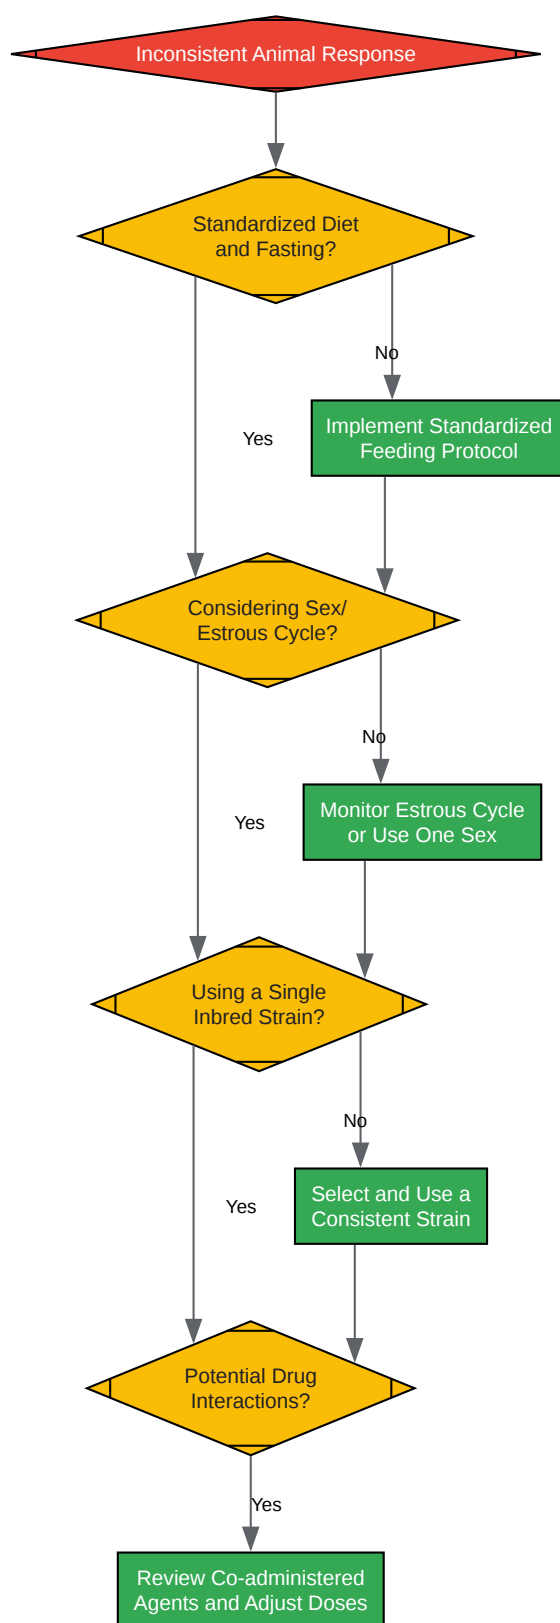 Inconsistent Animal Response
Standardized Diet
and Fasting?
No
Implement Standardized
Feeding Protocol
Yes
Considering Sex/
Estrous Cycle?
No
Monitor Estrous Cycle
or Use One Sex
Yes
Using a Single
Inbred Strain?
No
Select and Use a
Consistent Strain
Yes
Potential Drug
Interactions?
Yes
Review Co-administered
Agents and Adjust Doses